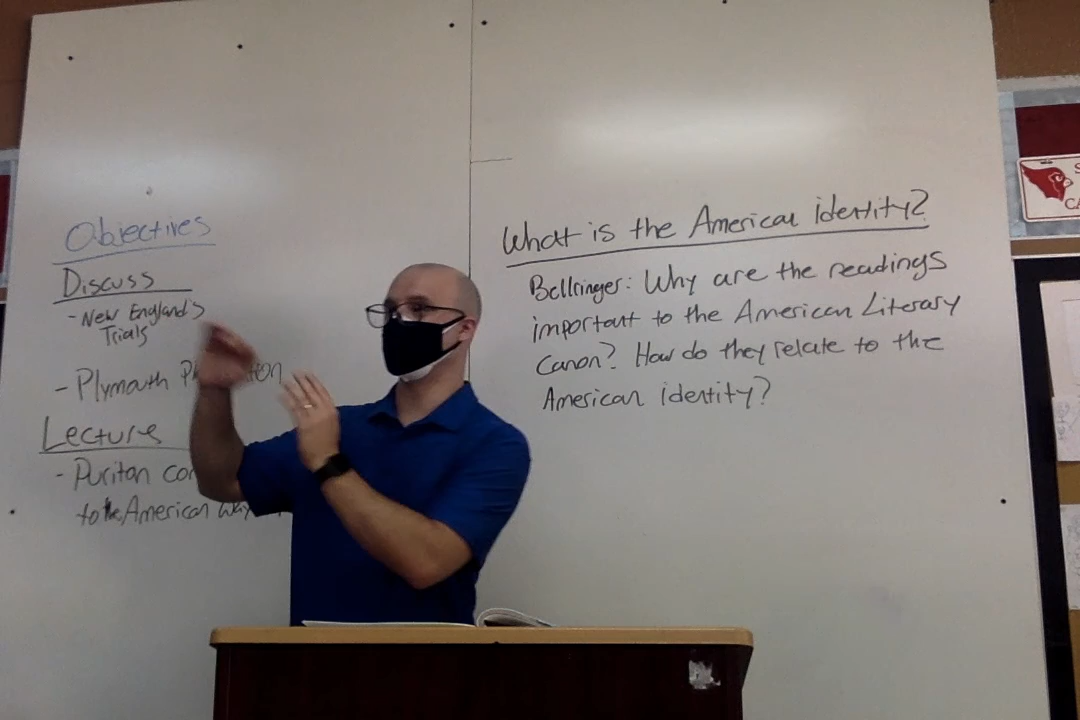 Objectives
Discuss
- New England's
Trials
- Plymouth
Lecture
- Puritan
to the American Way
What is the American identity?
Bellringer: Why are the readings
important to the American Literary
Canon? How do they relate to the
American identity?